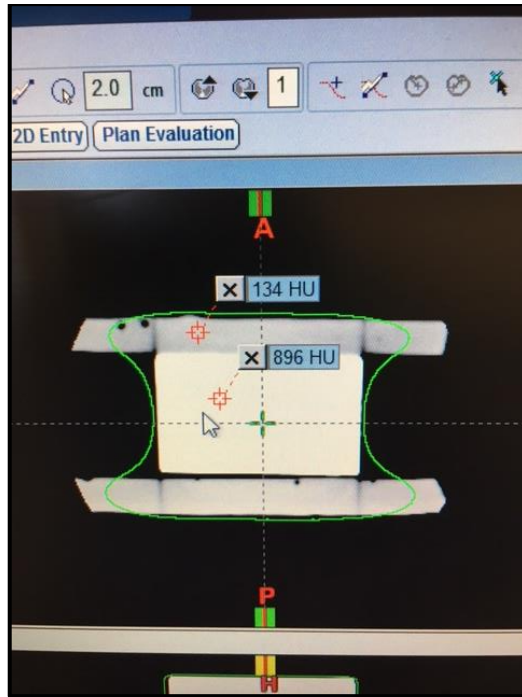 2.0 cm 1
2D Entry Plan Evaluation
A
134 HU
896 HU
P
H